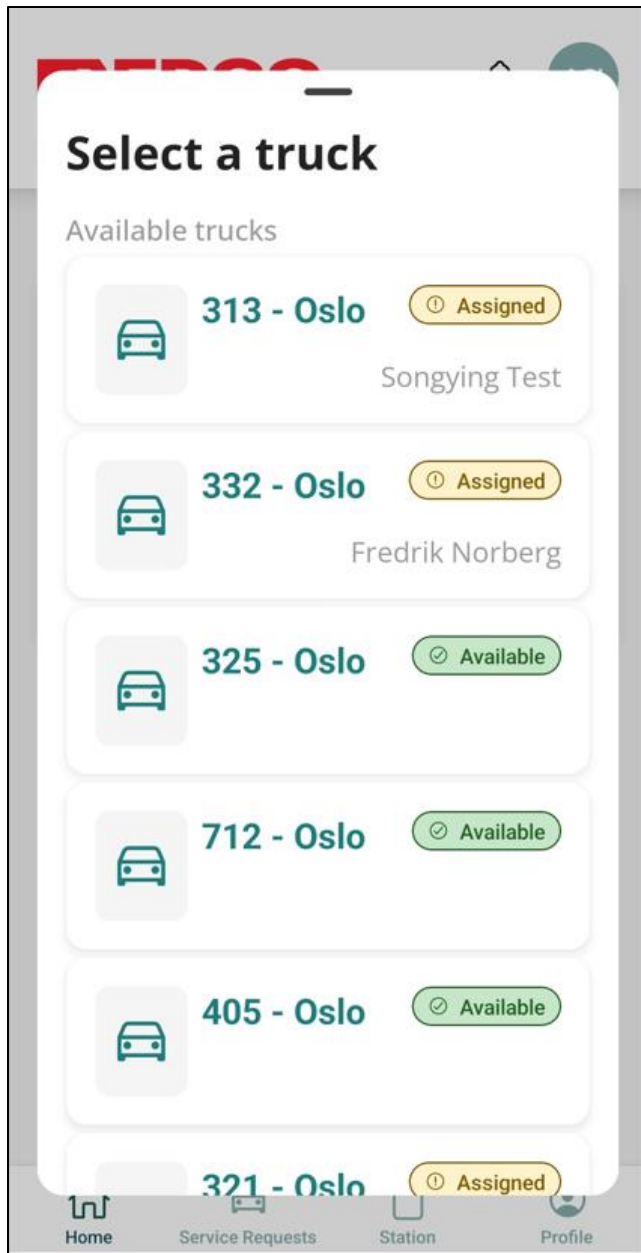 Select a truck
Available trucks
313 - Oslo
Assigned
Songying Test
332 - Oslo
Assigned
Fredrik Norberg
325 - Oslo
Available
712 - Oslo
Available
405 - Oslo
Available
321 - Oslo
Assigned
Home
Service Requests
Station
Profile